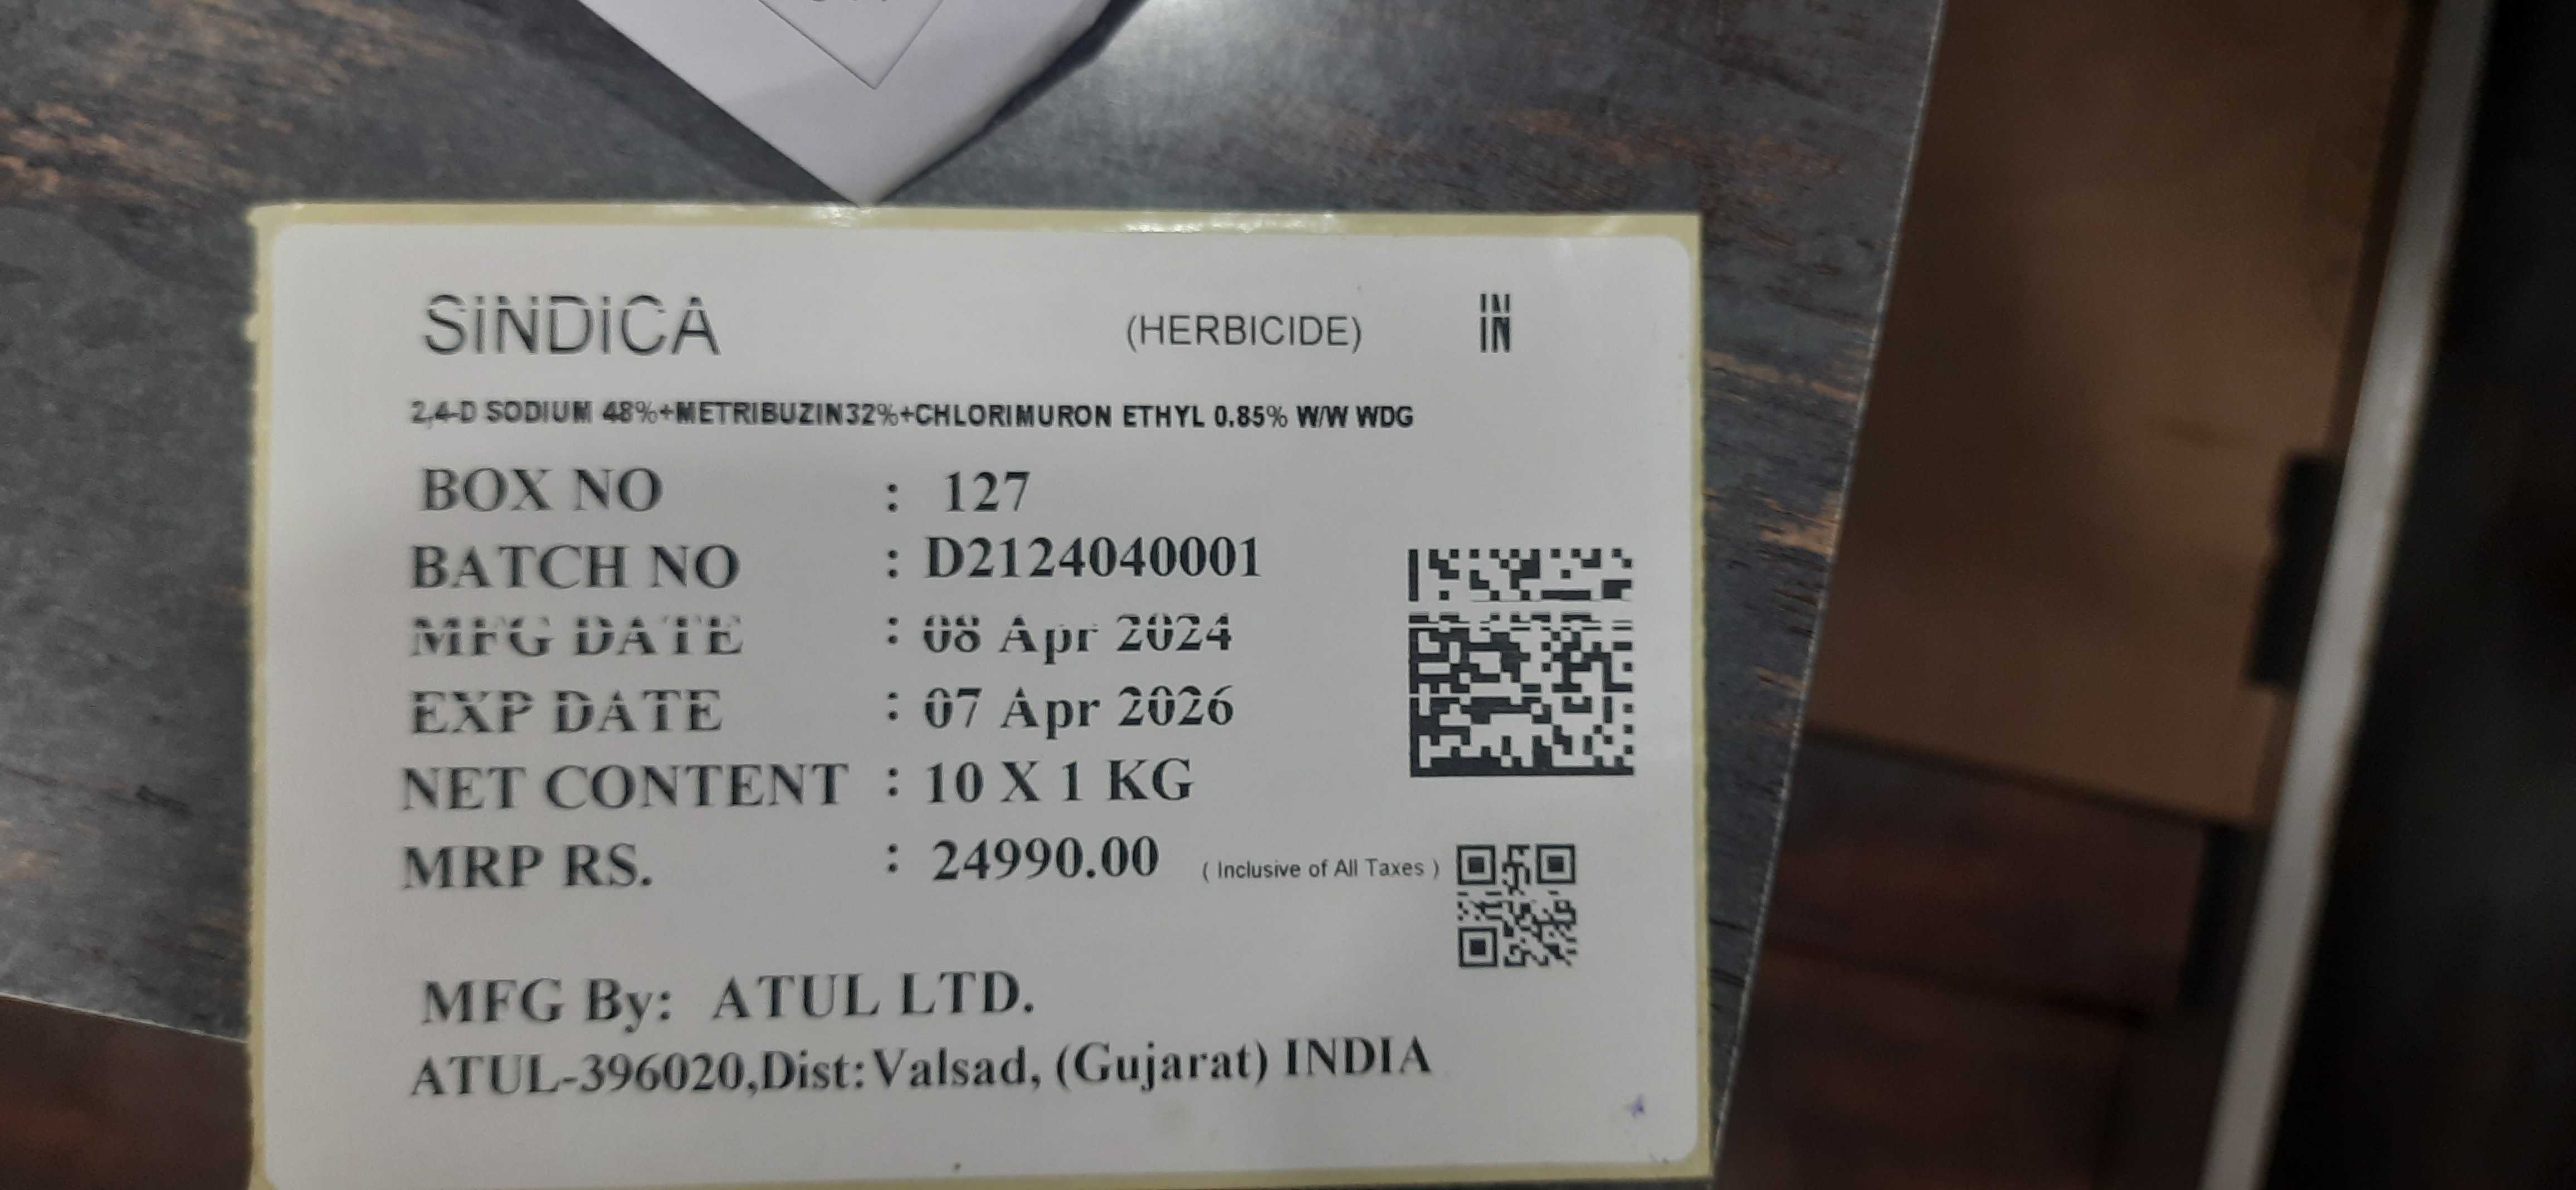 SiNDiCA (HERBICIDE) IN
2,4-D SODIUM 48%+METRIBUZIN32%+CHLORIMURON ETHYL 0.85% W/W WDG
BOX NO : 127
BATCH NO : D2124040001
MFG DATE : 08 Apr 2024
EXP DATE : 07 Apr 2026
NET CONTENT : 10 X 1 KG
MRP RS. : 24990.00 ( Inclusive of All Taxes )
MFG By: ATUL LTD.
ATUL-396020,Dist:Valsad, (Gujarat) INDIA